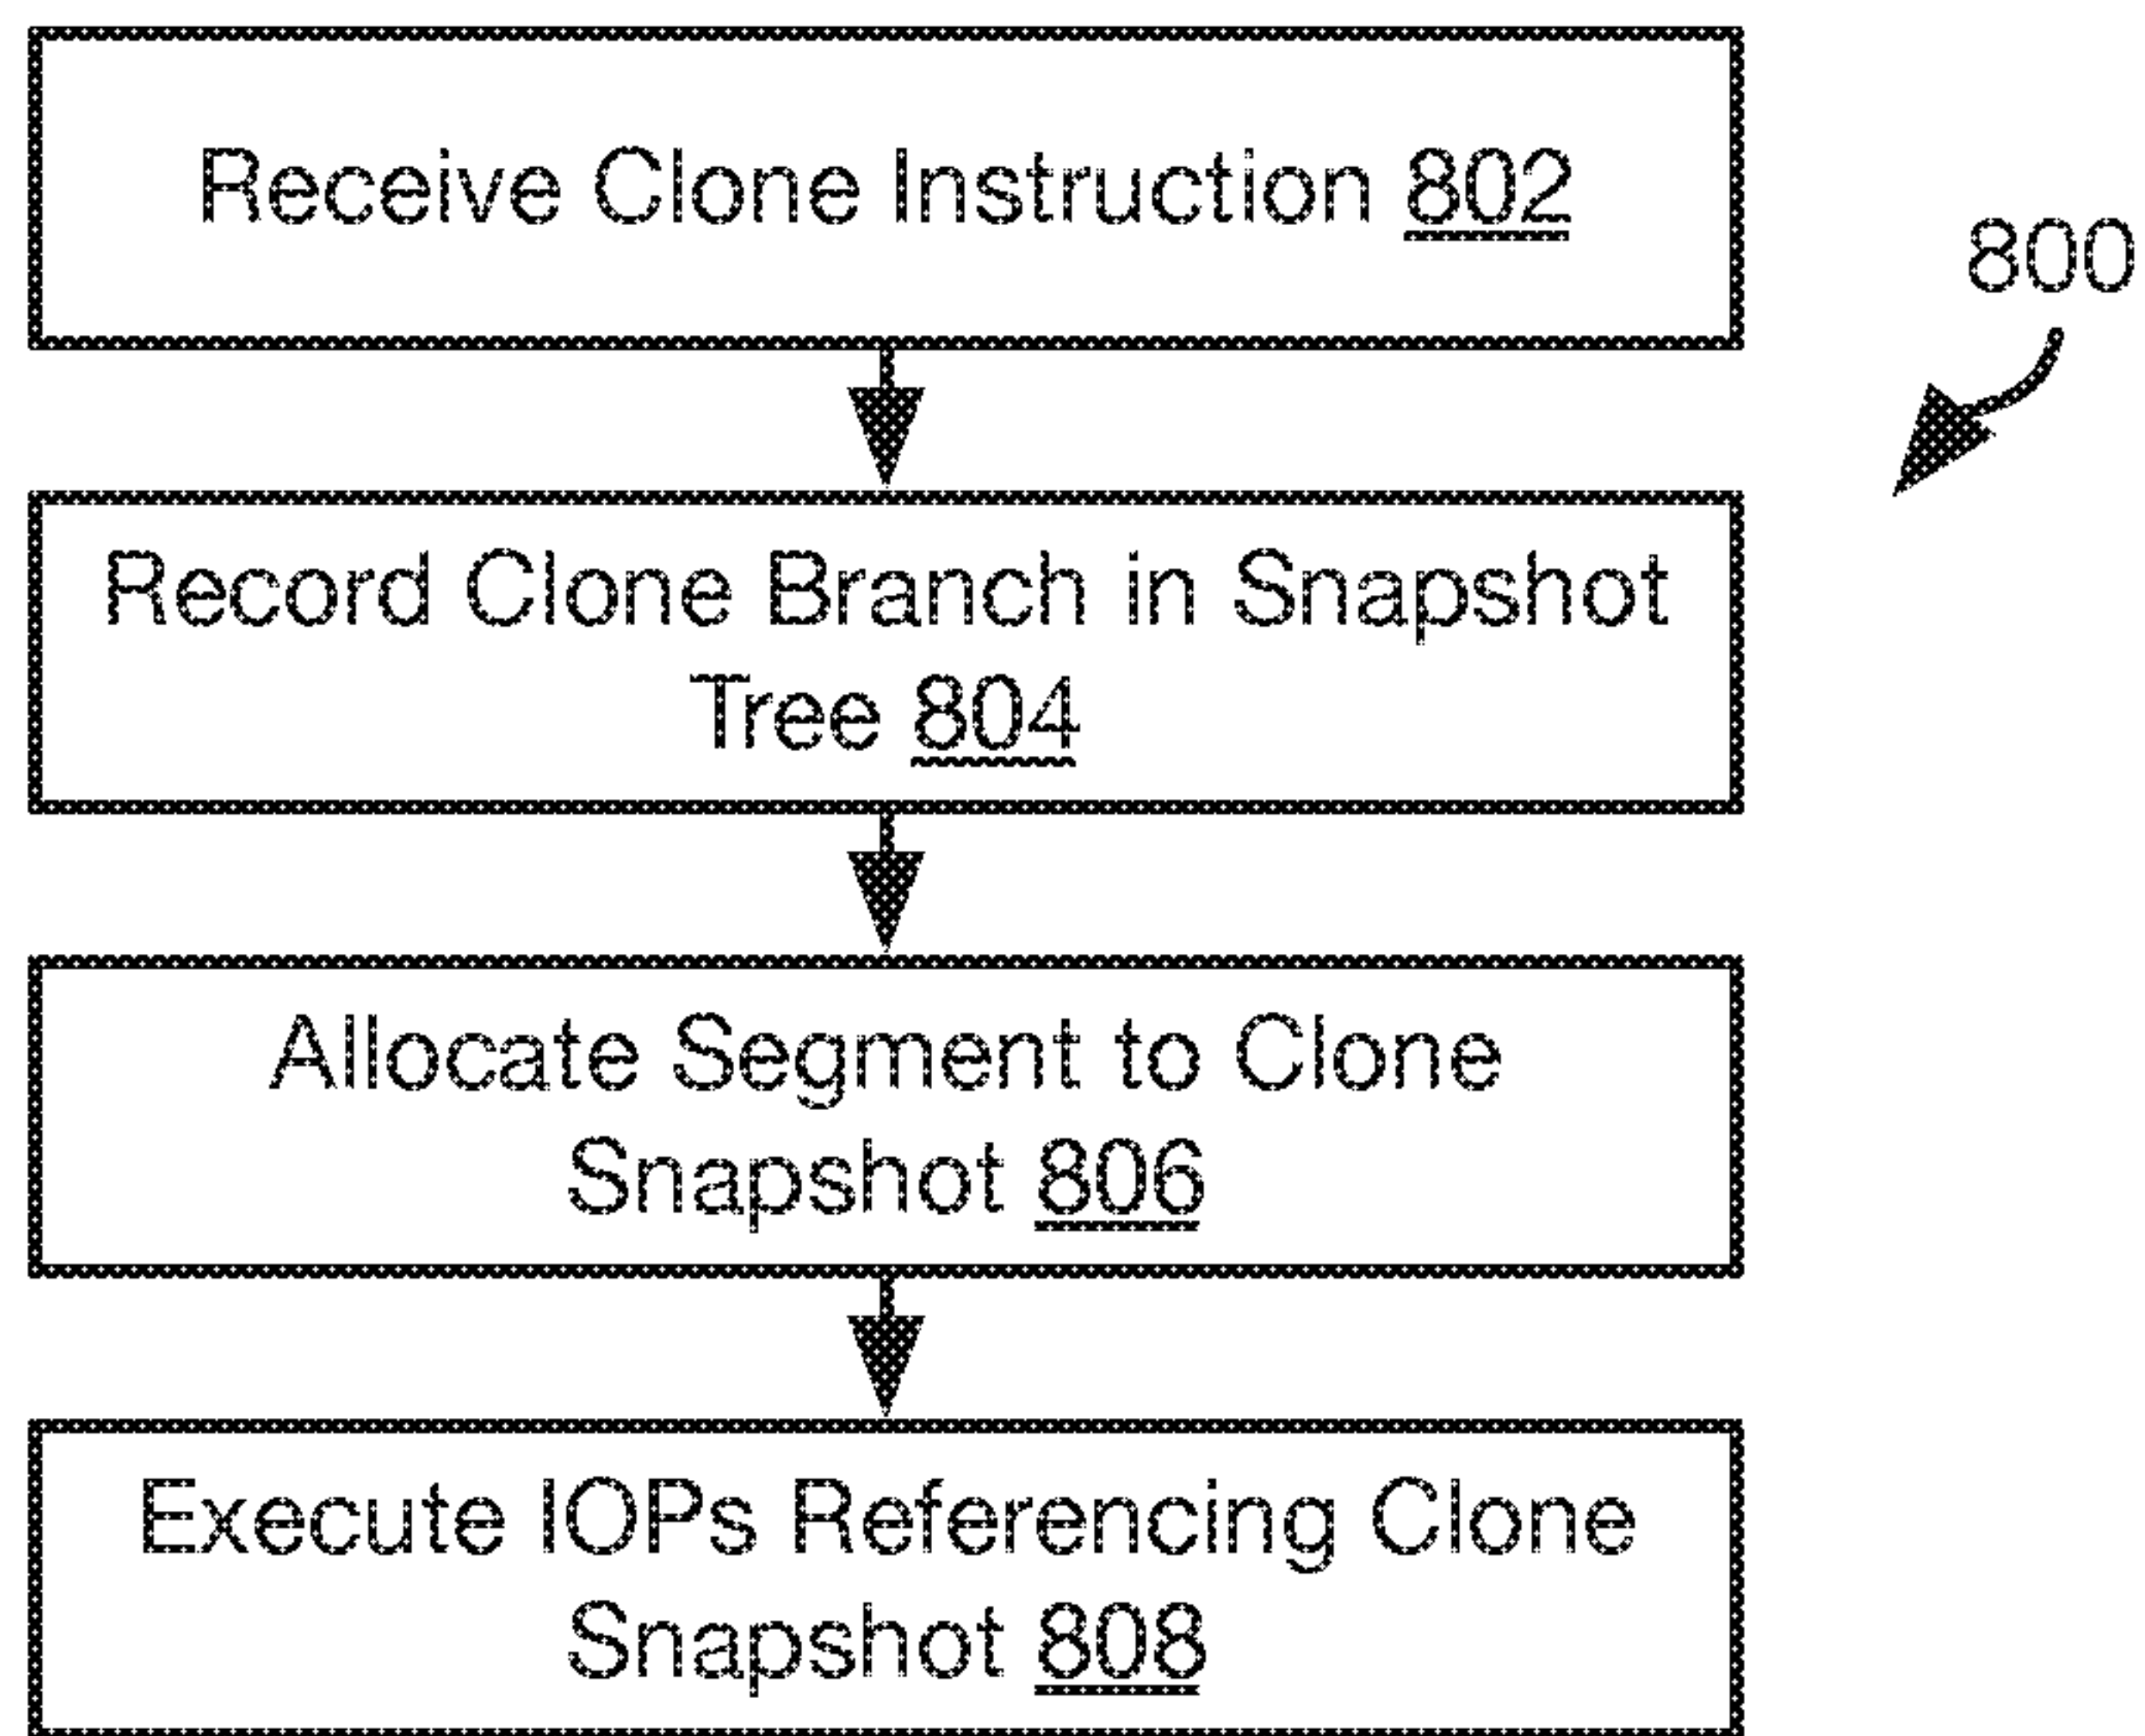 Receive Clone Instruction 802
800
Record Clone Branch in Snapshot
Tree 804
Allocate Segment to Clone
Snapshot 806
Execute IOPs Referencing Clone
Snapshot 808